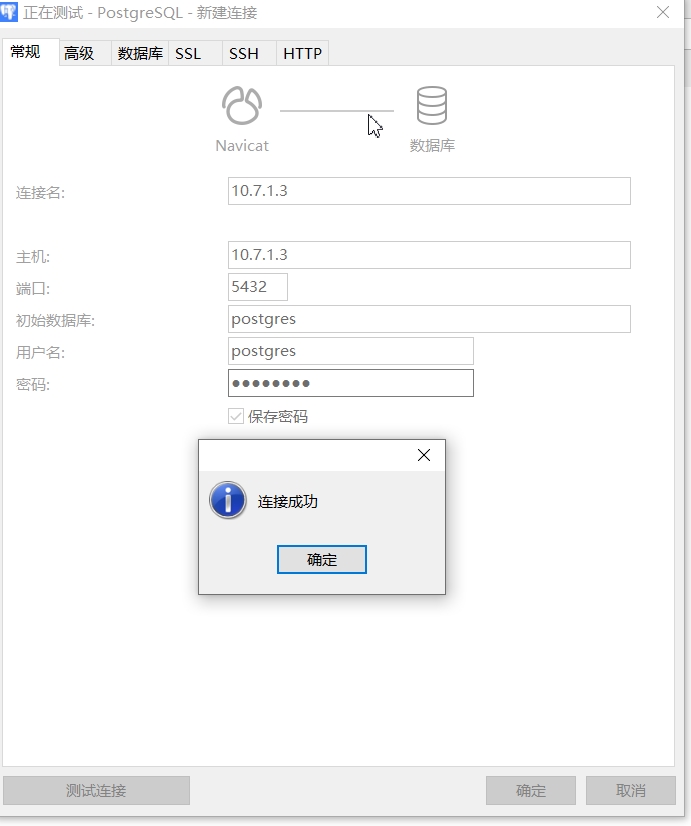 正在测试 - PostgreSQL - 新建连接
常规 高级 数据库 SSL SSH HTTP
Navicat 数据库
连接名: 10.7.1.3
主机: 10.7.1.3
端口: 5432
初始数据库: postgres
用户名: postgres
密码: ●●●●●●●●
保存密码
连接成功
确定
测试连接 确定 取消